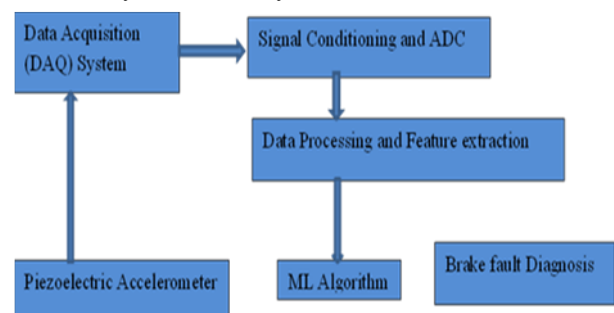 Data Acquisition
(DAQ) System
Signal Conditioning and ADC
Data Processing and Feature extraction
Piezoelectric Accelerometer
ML Algorithm
Brake fault Diagnosis